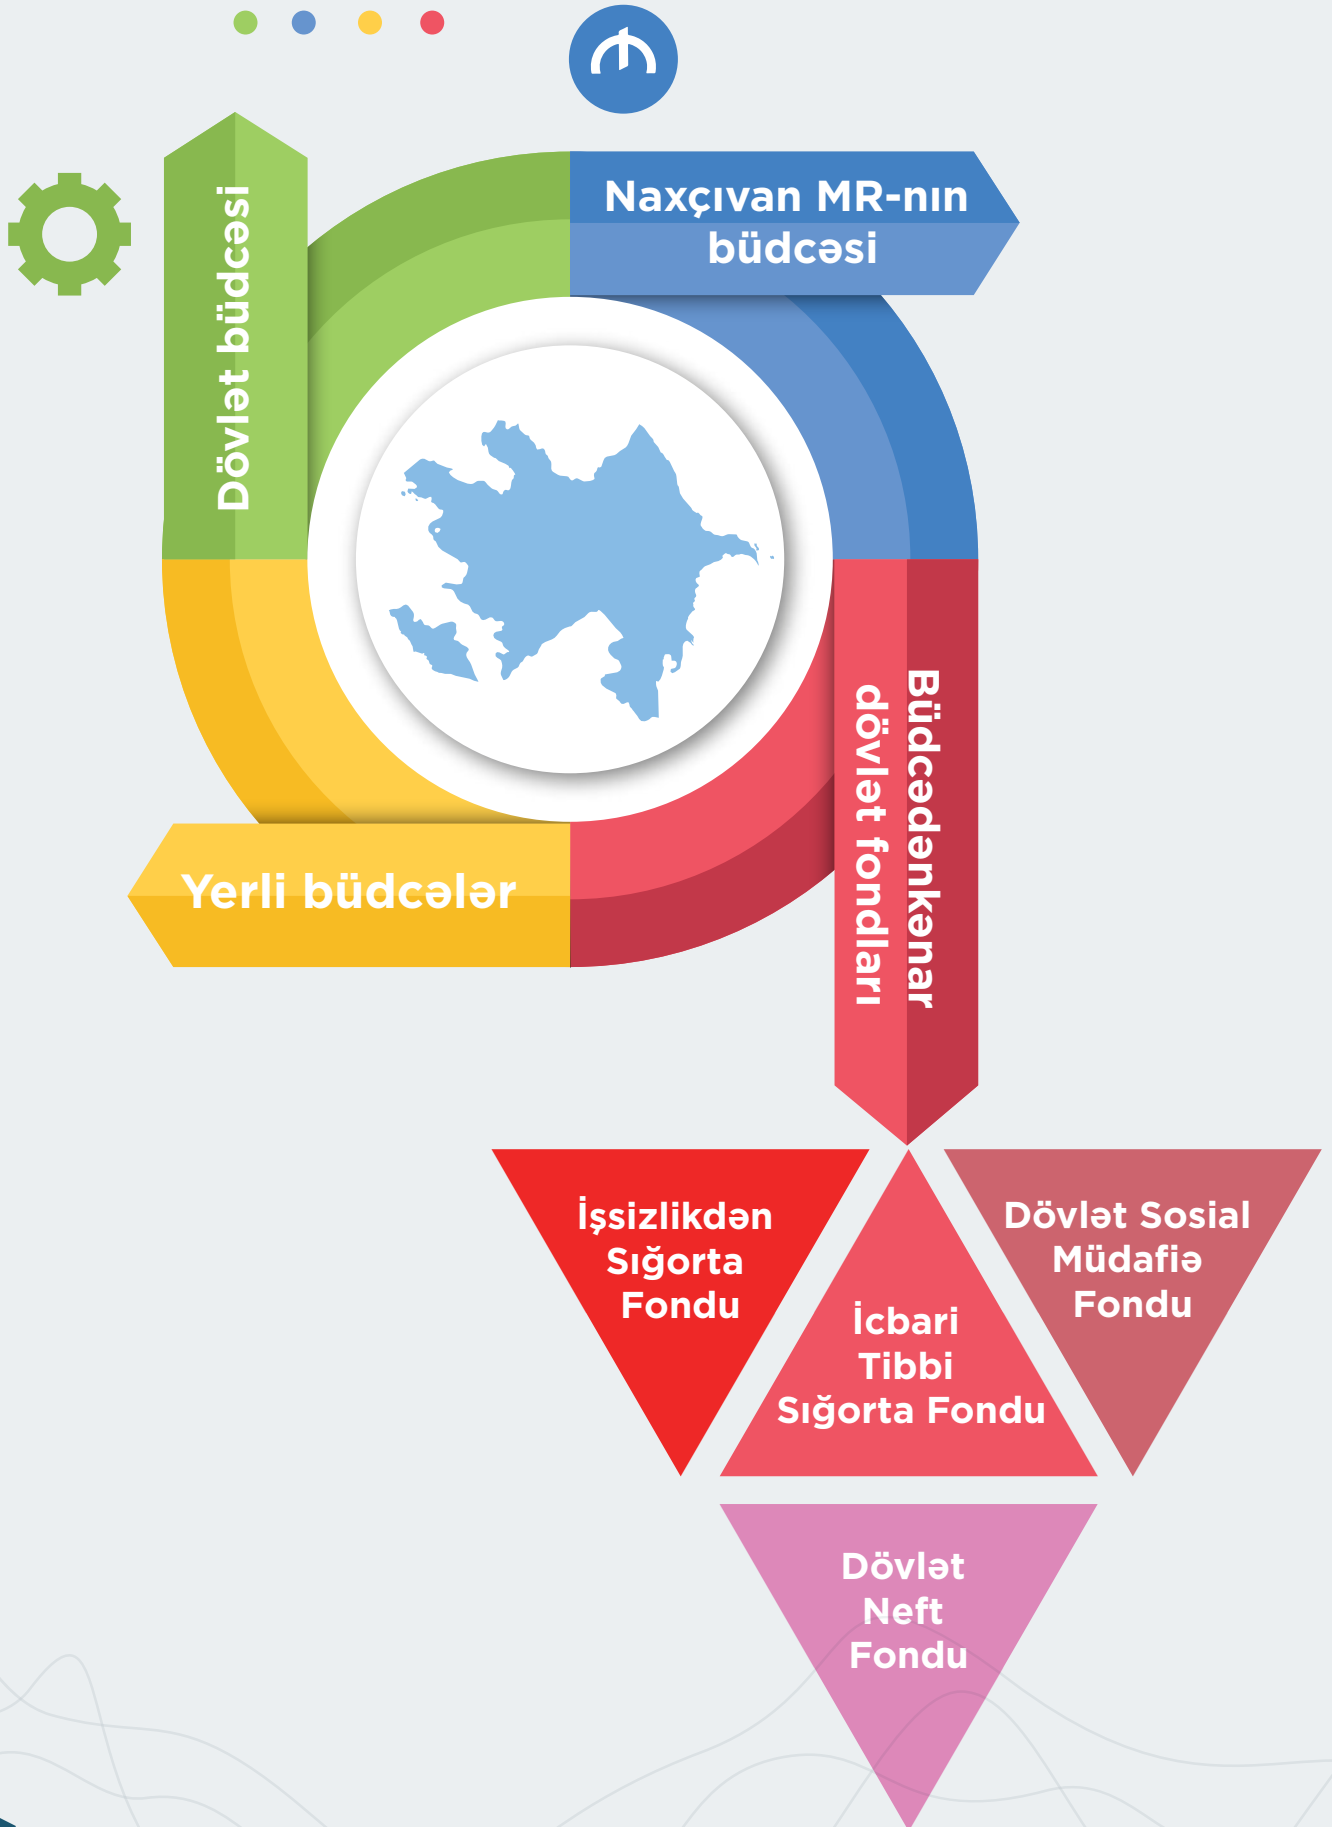 Dövlət büdcəsi
Naxçıvan MR-nın
büdcəsi
Büdcədənkənar
dövlət fondları
Yerli büdcələr
İşsizlikdən
Sığorta
Fondu
İcbari
Tibbi
Sığorta Fondu
Dövlət Sosial
Müdafiə
Fondu
Dövlət
Neft
Fondu